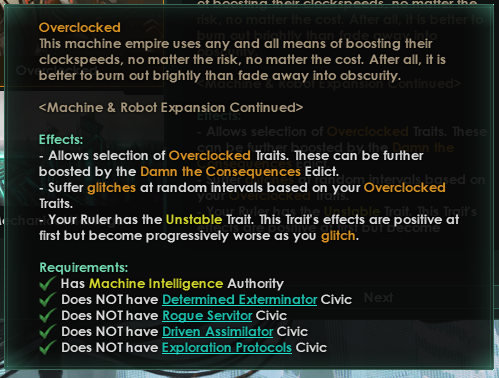 Overclocked
This machine empire uses any and all means of boosting their
clockspeeds, no matter the risk, no matter the cost. After all, it is
better to burn out brightly than fade away into obscurity.
<Machine & Robot Expansion Continued>
Effects:
- Allows selection of Overclocked Traits. These can be further
boosted by the Damn the Consequences Edict.
- Suffer glitches at random intervals based on your Overclocked
Traits.
- Your Ruler has the Unstable Trait. This Trait's effects are positive at
first but become progressively worse as you glitch.
Requirements:
Has Machine Intelligence Authority
Does NOT have Determined Exterminator Civic
Does NOT have Rogue Servitor Civic
Does NOT have Driven Assimilator Civic
Does NOT have Exploration Protocols Civic
Next